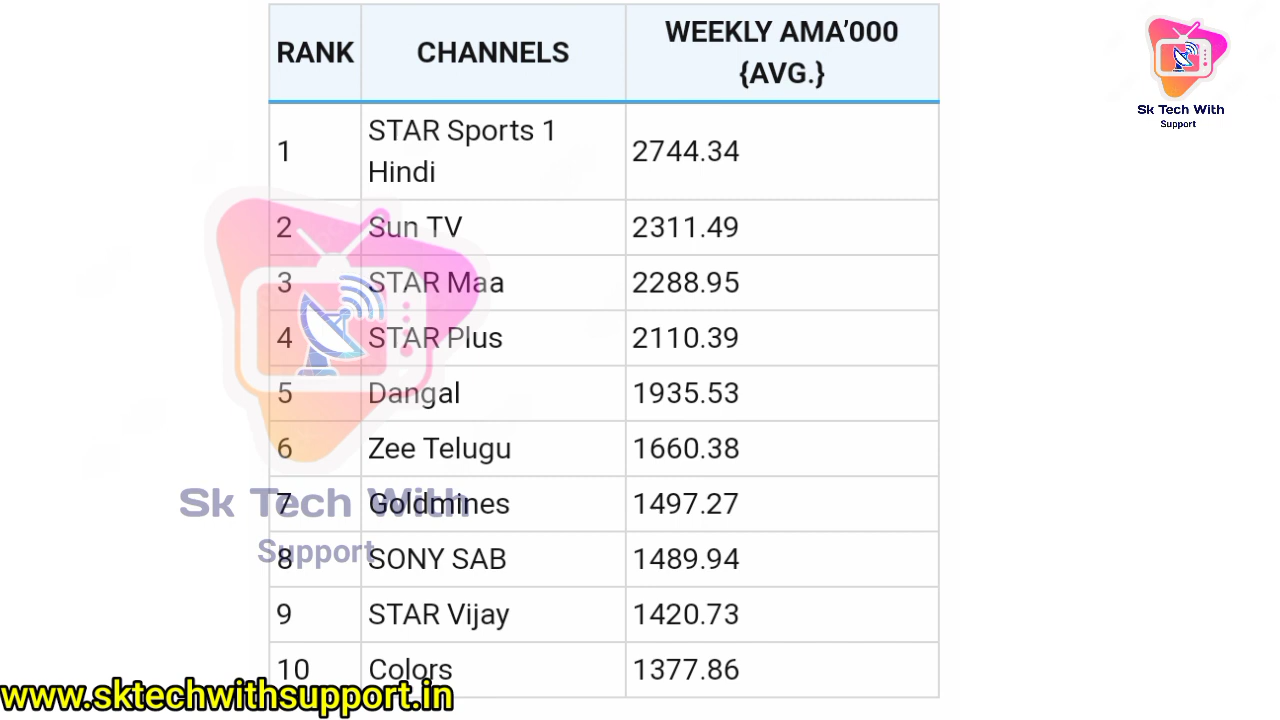 RANK CHANNELS WEEKLY AMA’000 {AVG.}
1 STAR Sports 1 Hindi 2744.34
2 Sun TV 2311.49
3 STAR Maa 2288.95
4 STAR Plus 2110.39
5 Dangal 1935.53
6 Zee Telugu 1660.38
7 Goldmines 1497.27
8 SONY SAB 1489.94
9 STAR Vijay 1420.73
10 Colors 1377.86
Sk Tech With
Support
Sk Tech With
Support
www.sktechwithsupport.in